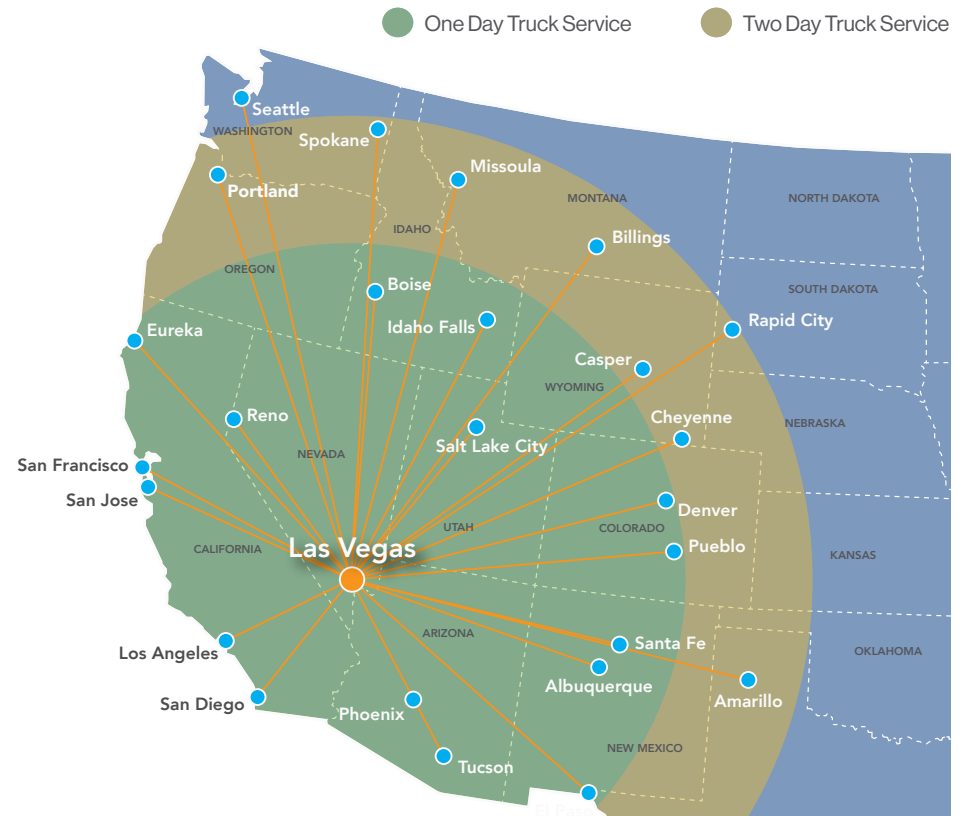 One Day Truck Service
Two Day Truck Service
Seattle
WASHINGTON
Spokane
Missoula
Portland
MONTANA
NORTH DAKOTA
IDAHO
Billings
OREGON
Boise
SOUTH DAKOTA
Idaho Falls
Rapid City
Eureka
Casper
WYOMING
Reno
Cheyenne
NEBRASKA
Salt Lake City
NEVADA
San Francisco
San Jose
Denver
UTAH
COLORADO
Las Vegas
CALIFORNIA
Pueblo
KANSAS
ARIZONA
Santa Fe
Los Angeles
OKLAHOMA
Albuquerque
San Diego
Phoenix
Amarillo
NEW MEXICO
Tucson
El Paso